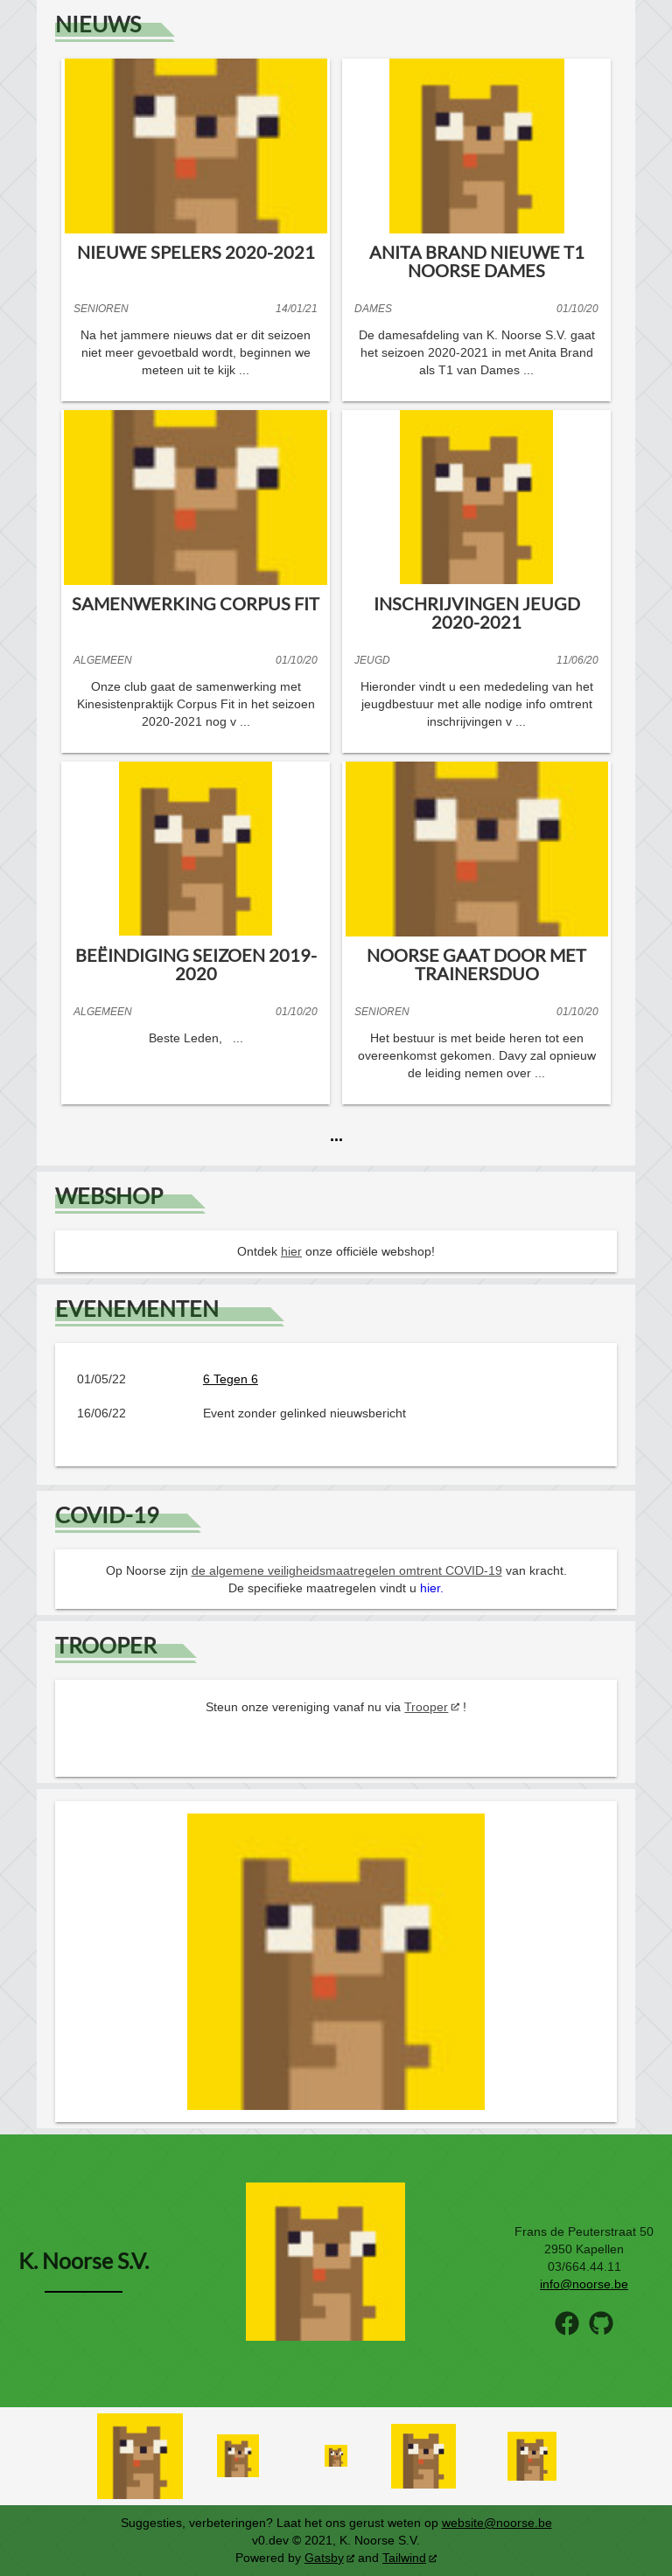 NIEUWS
NIEUWE SPELERS 2020-2021
SENIOREN 14/01/21
Na het jammere nieuws dat er dit seizoen
niet meer gevoetbald wordt, beginnen we
meteen uit te kijk ...
ANITA BRAND NIEUWE T1
NOORSE DAMES
DAMES 01/10/20
De damesafdeling van K. Noorse S.V. gaat
het seizoen 2020-2021 in met Anita Brand
als T1 van Dames ...
SAMENWERKING CORPUS FIT
ALGEMEEN 01/10/20
Onze club gaat de samenwerking met
Kinesistenpraktijk Corpus Fit in het seizoen
2020-2021 nog v ...
INSCHRIJVINGEN JEUGD
2020-2021
JEUGD 11/06/20
Hieronder vindt u een mededeling van het
jeugdbestuur met alle nodige info omtrent
inschrijvingen v ...
BEËINDIGING SEIZOEN 2019-
2020
ALGEMEEN 01/10/20
Beste Leden, ...
NOORSE GAAT DOOR MET
TRAINERSDUO
SENIOREN 01/10/20
Het bestuur is met beide heren tot een
overeenkomst gekomen. Davy zal opnieuw
de leiding nemen over ...
...
WEBSHOP
Ontdek hier onze officiële webshop!
EVENEMENTEN
01/05/22 6 Tegen 6
16/06/22 Event zonder gelinked nieuwsbericht
COVID-19
Op Noorse zijn de algemene veiligheidsmaatregelen omtrent COVID-19 van kracht.
De specifieke maatregelen vindt u hier.
TROOPER
Steun onze vereniging vanaf nu via Trooper !
K. Noorse S.V.
Frans de Peuterstraat 50
2950 Kapellen
03/664.44.11
info@noorse.be
Suggesties, verbeteringen? Laat het ons gerust weten op website@noorse.be
v0.dev © 2021, K. Noorse S.V.
Powered by Gatsby and Tailwind